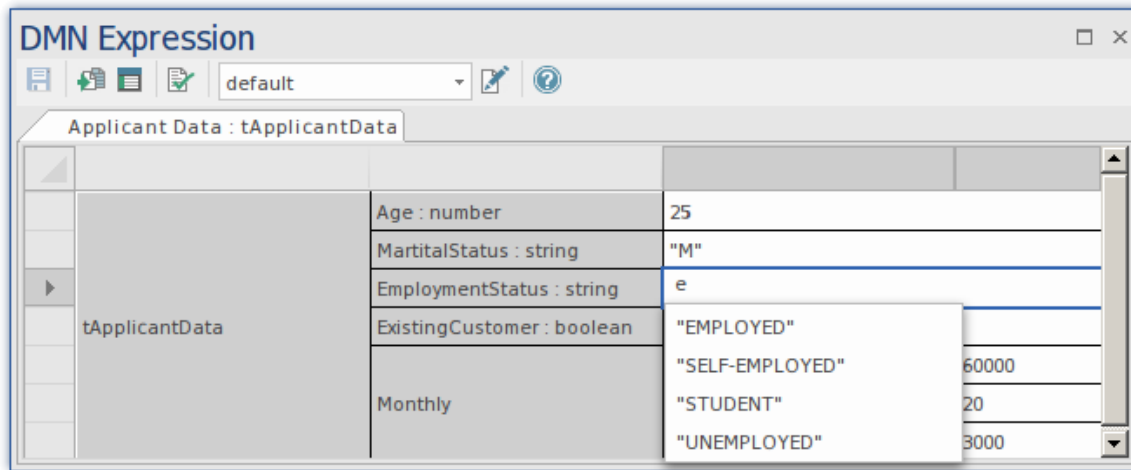 DMN Expression
default
Applicant Data : tApplicantData
tApplicantData
Age : number
25
MartitalStatus : string
"M"
EmploymentStatus : string
e
ExistingCustomer : boolean
Monthly
"EMPLOYED"
"SELF-EMPLOYED"
60000
"STUDENT"
20
"UNEMPLOYED"
3000